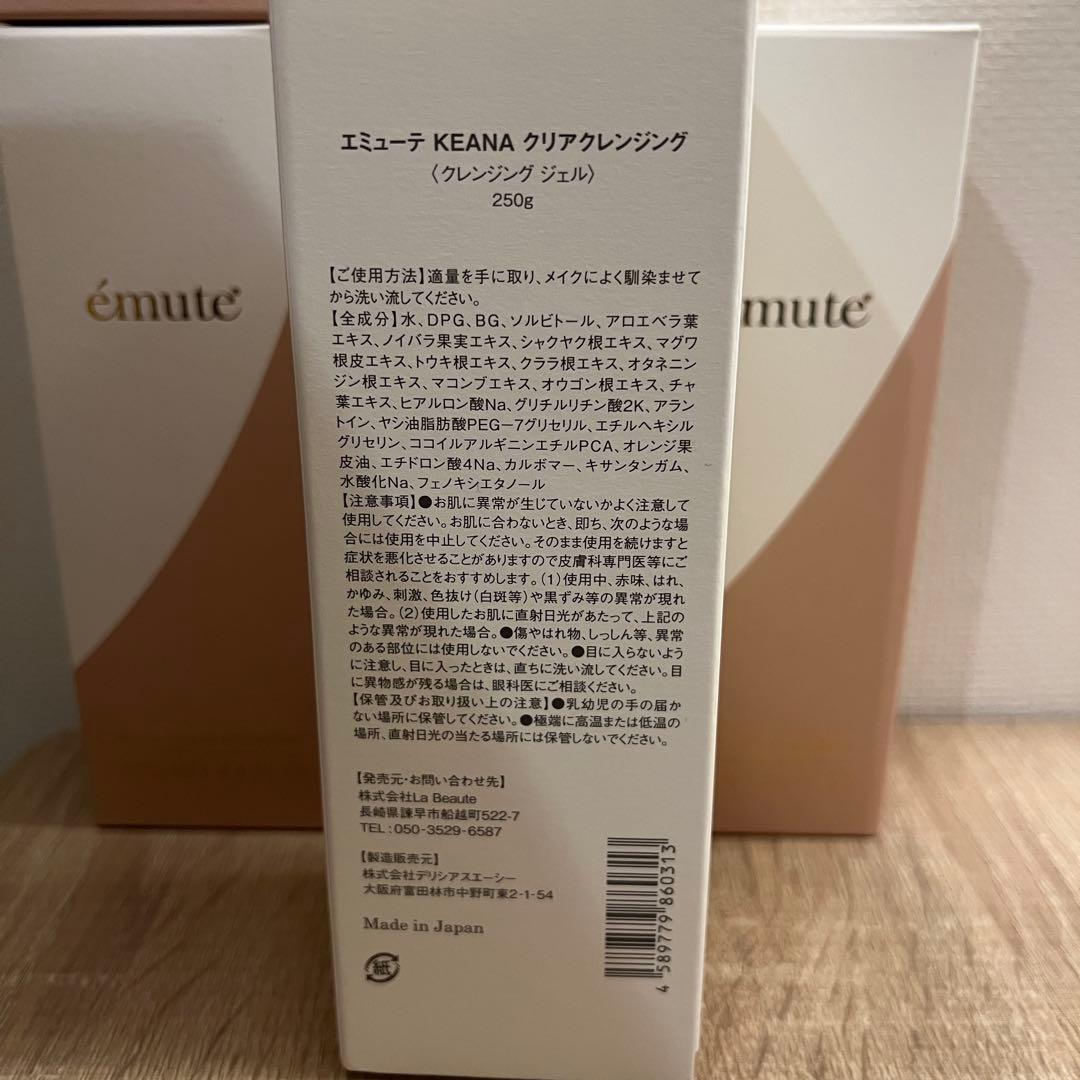 émute
mute
エミューテ KEANA クリアクレンジング
〈クレンジング ジェル〉
250g
【ご使用方法】適量を手に取り、メイクによく馴染ませて
から洗い流してください。
【全成分】水、DPG、BG、ソルビトール、アロエベラ葉
エキス、ノイバラ果実エキス、シャクヤク根エキス、マグワ
根皮エキス、トウキ根エキス、クララ根エキス、オタネニン
ジン根エキス、マコンブエキス、オウゴン根エキス、チャ
葉エキス、ヒアルロン酸Na、グリチルリチン酸2K、アラン
トイン、ヤシ油脂肪酸PEG-7グリセリル、エチルヘキシル
グリセリン、ココイルアルギニンエチルPCA、オレンジ果
皮油、エチドロン酸4Na、カルボマー、キサンタンガム、
水酸化Na、フェノキシエタノール
【注意事項】●お肌に異常が生じていないかよく注意して
使用してください。お肌に合わないとき、即ち、次のような場
合には使用を中止してください。そのまま使用を続けますと
症状を悪化させることがありますので皮膚科専門医等にご
相談されることをおすすめします。(1)使用中、赤味、はれ、
かゆみ、刺激、色抜け(白斑等)や黒ずみ等の異常が現れ
た場合。(2)使用したお肌に直射日光があたって、上記の
ような異常が現れた場合。●傷やはれ物、しっしん等、異常
のある部位には使用しないでください。●目に入らないよう
に注意し、目に入ったときは、直ちに洗い流してください。目
に異物感が残る場合は、眼科医にご相談ください。
【保管及びお取り扱い上の注意】●乳幼児の手の届か
ない場所に保管してください。●極端に高温または低温の
場所、直射日光の当たる場所には保管しないでください。
【発売元・お問い合わせ先】
株式会社La Beaute
長崎県諫早市船越町522-7
TEL:050-3529-6587
【製造販売元】
株式会社デリシアスエーシー
大阪府富田林市中野町東2-1-54
Made in Japan
紙
4589779860313